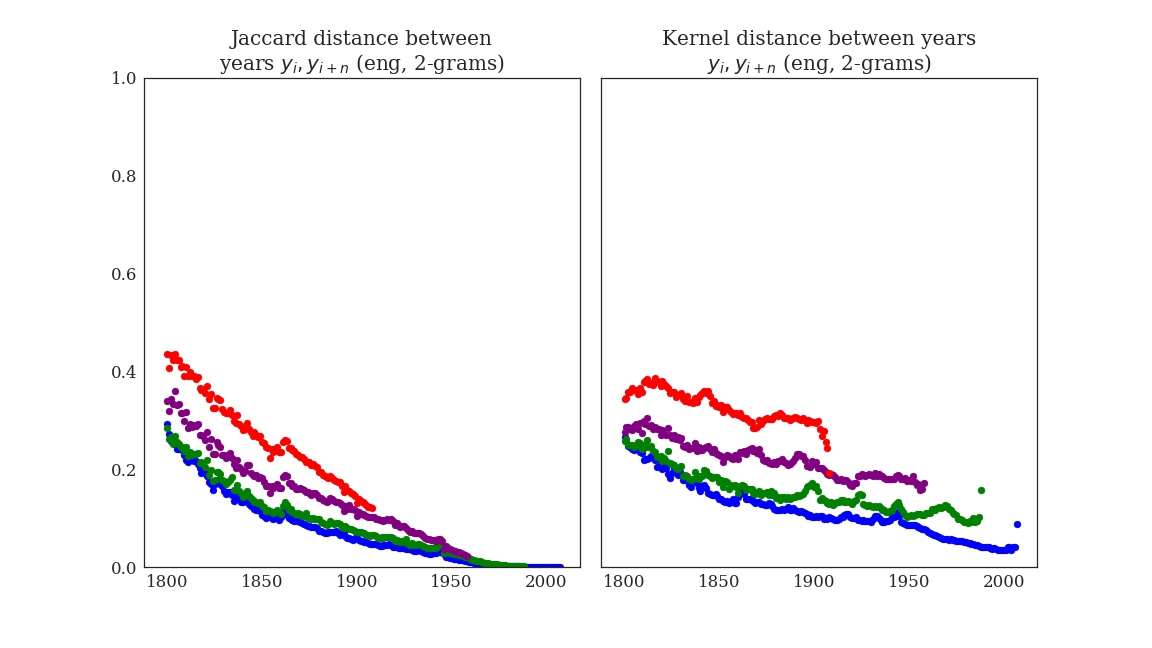 Jaccard distance between
years y_i, y_{i+n} (eng, 2-grams)
Kernel distance between years
y_i, y_{i+n} (eng, 2-grams)
1.0
0.8
0.6
0.4
0.2
0.0
1800 1850 1900 1950 2000
1800 1850 1900 1950 2000